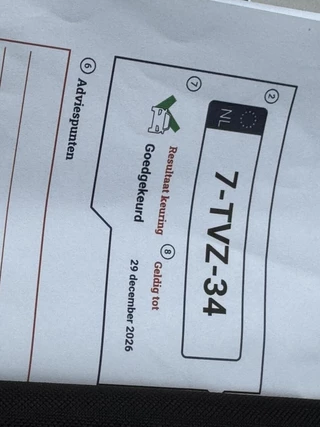 2
NL
7-TVZ-34
7
Resultaat keuring
Goedgekeurd
8 Geldig tot
29 december 2026
6 Adviespunten